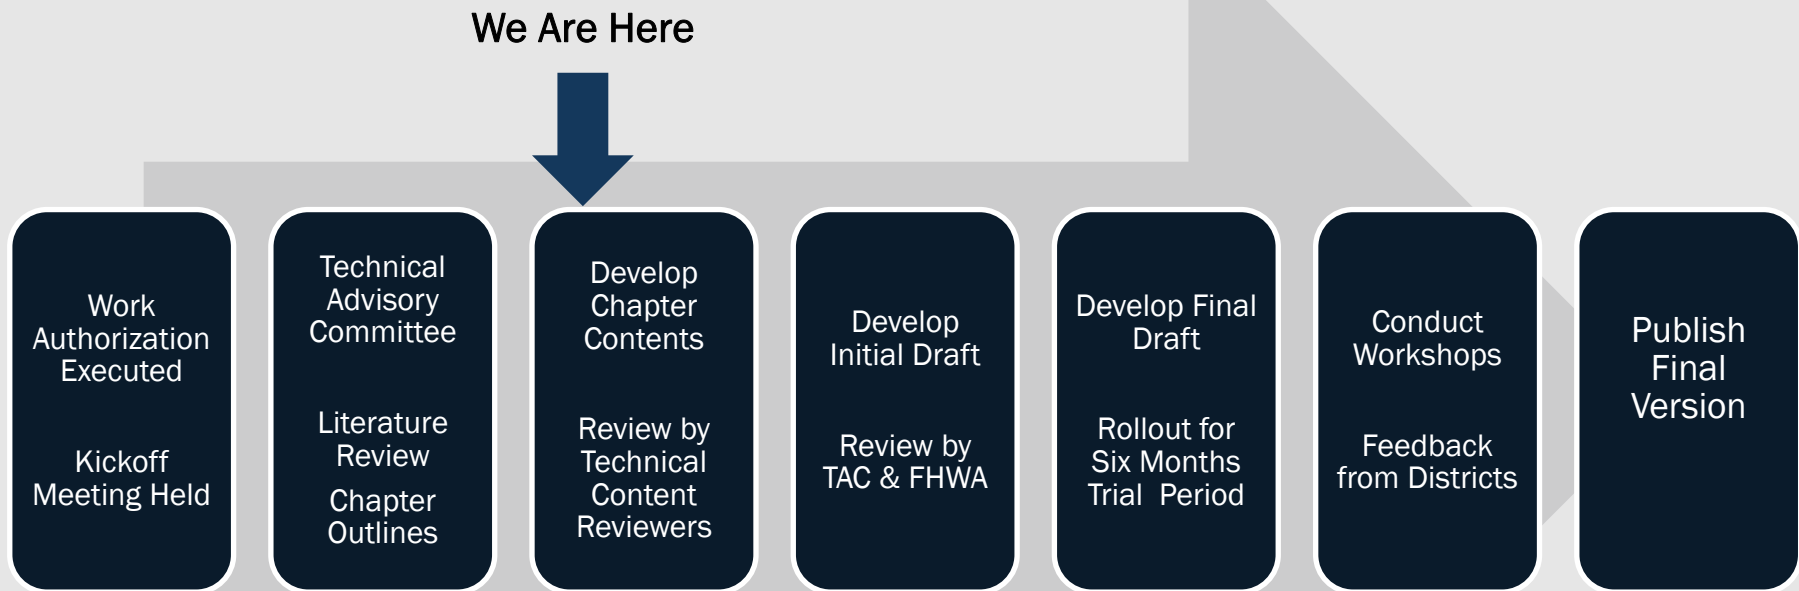 We Are Here
Work
Authorization
Executed
Kickoff
Meeting Held
Technical
Advisory
Committee
Literature
Review
Chapter
Outlines
Develop
Chapter
Contents
Review by
Technical
Content
Reviewers
Develop
Initial Draft
Review by
TAC & FHWA
Develop Final
Draft
Rollout for
Six Months
Trial  Period
Conduct
Workshops
Feedback
from Districts
Publish
Final
Version